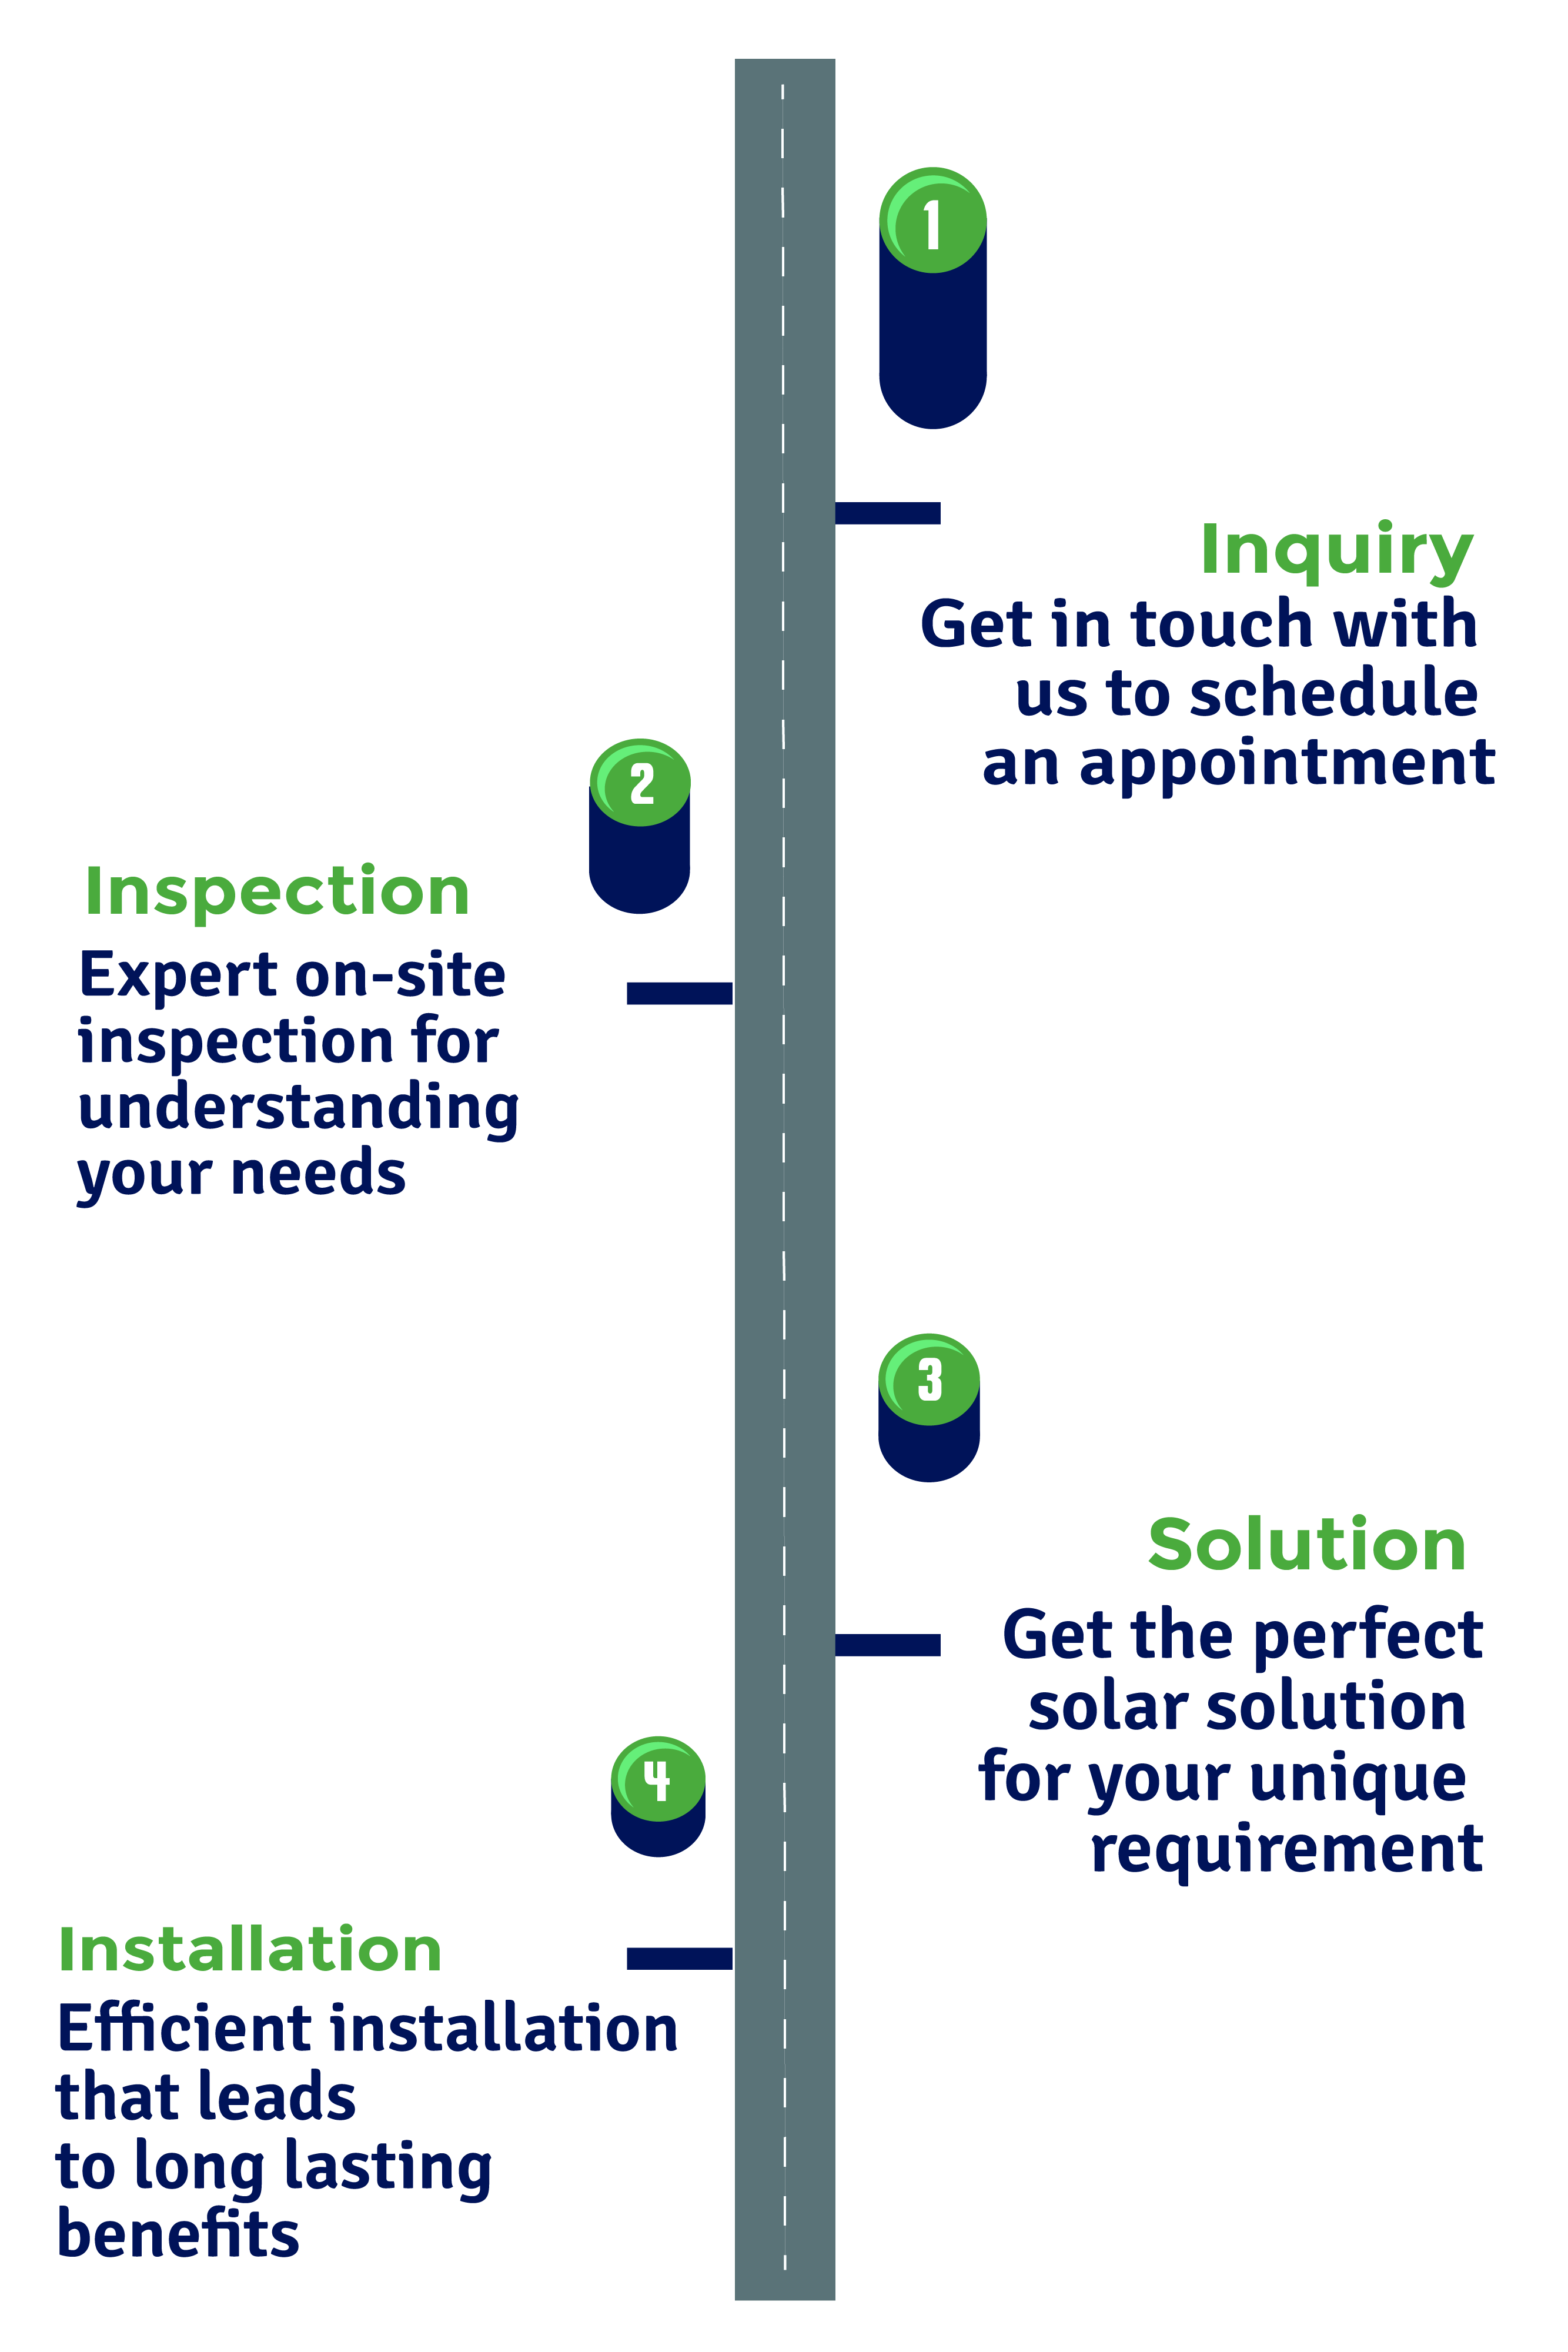 1
Inquiry
Get in touch with
us to schedule
an appointment
2
Inspection
Expert on-site
inspection for
understanding
your needs
3
Solution
Get the perfect
solar solution
for your unique
requirement
4
Installation
Efficient installation
that leads
to long lasting
benefits